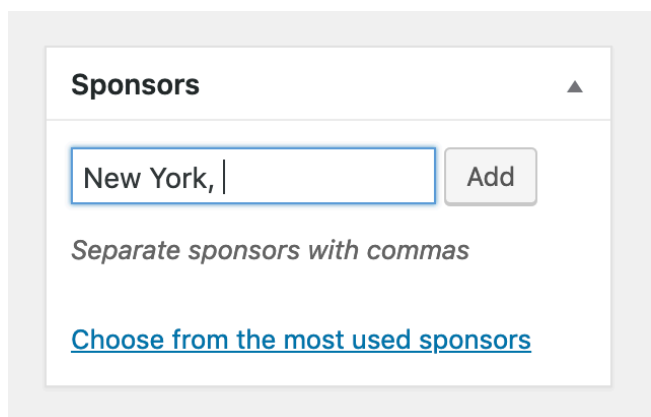 Sponsors
New York,
Add
Separate sponsors with commas
Choose from the most used sponsors